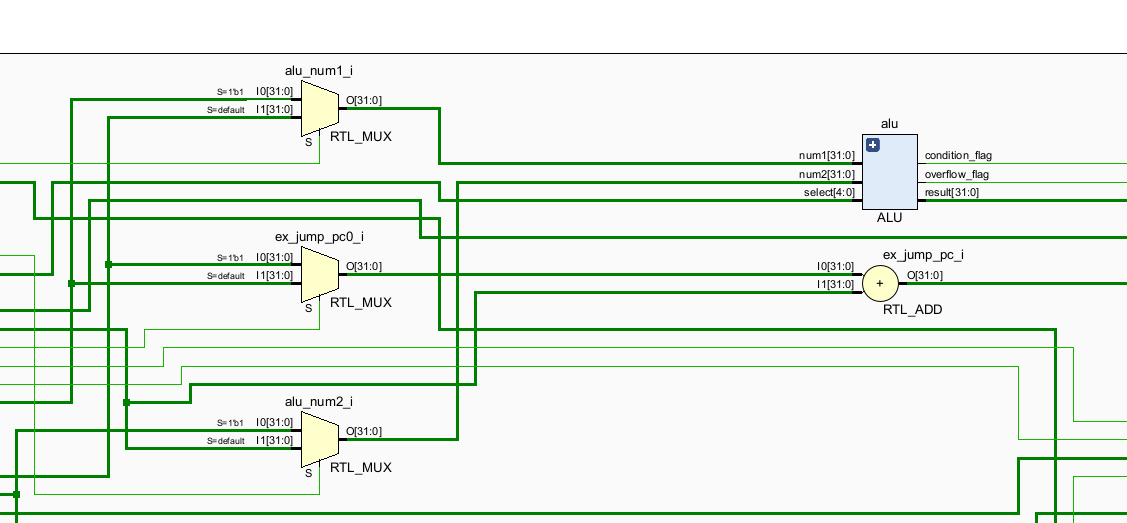 alu_num1_i
S=1'b1 I0[31:0]
S=default I1[31:0]
O[31:0]
S
RTL_MUX
alu
num1[31:0]
num2[31:0]
select[4:0]
condition_flag
overflow_flag
result[31:0]
ALU
ex_jump_pc0_i
S=1'b1 I0[31:0]
S=default I1[31:0]
O[31:0]
S
RTL_MUX
ex_jump_pc_i
I0[31:0]
I1[31:0]
+
O[31:0]
RTL_ADD
alu_num2_i
S=1'b1 I0[31:0]
S=default I1[31:0]
O[31:0]
S
RTL_MUX